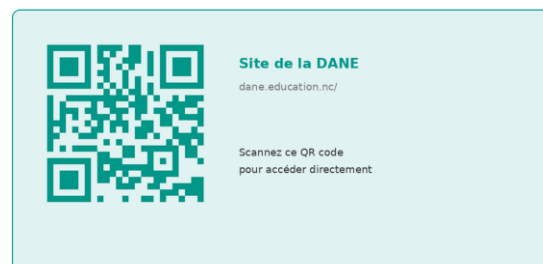 Site de la DANE
dane.education.nc/
Scannez ce QR code
pour accéder directement